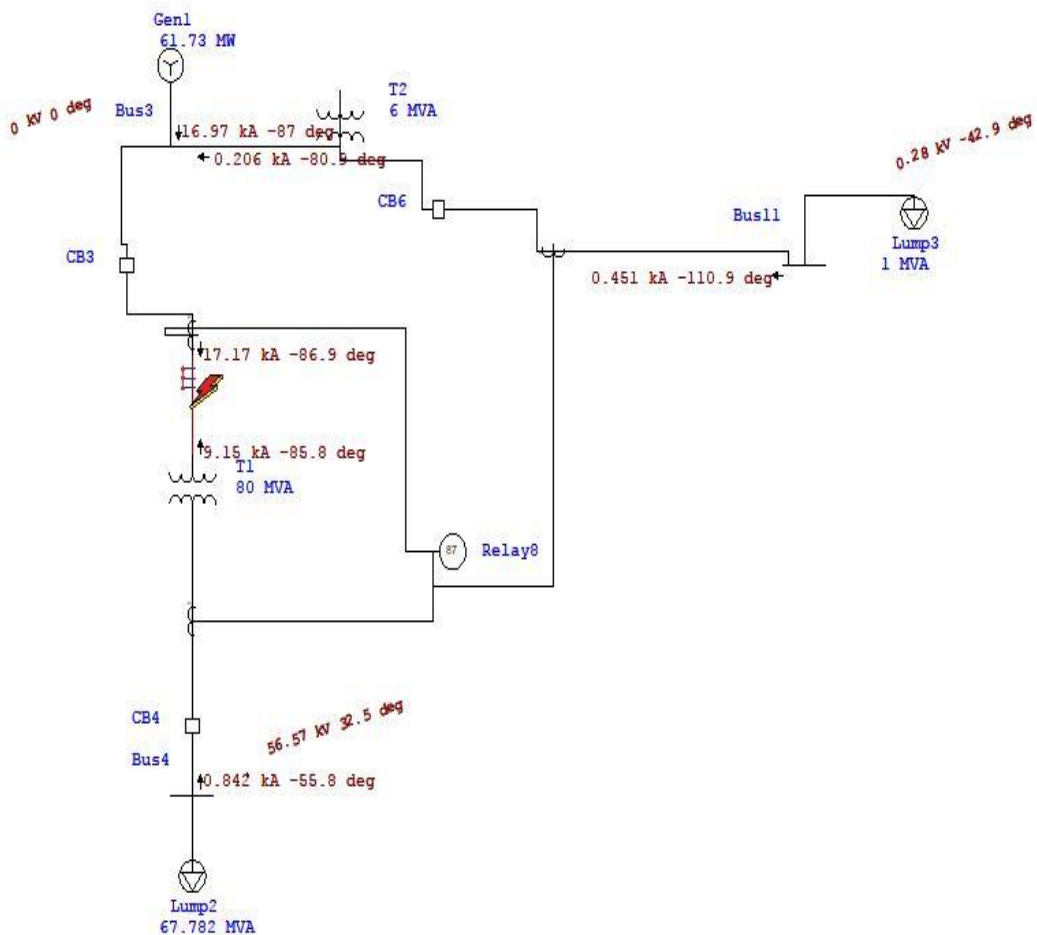 Gen1
61.73 MW
T2
6 MVA
0 kV 0 deg
Bus3
16.97 kA -87 deg
0.206 kA -80.9 deg
0.28 kV -42.9 deg
CB6
Bus11
Lump3
1 MVA
CB3
0.451 kA -110.9 deg
17.17 kA -86.9 deg
9.15 kA -85.8 deg
T1
80 MVA
87
Relay8
CB4
56.57 kV 32.5 deg
Bus4
0.842 kA -55.8 deg
Lump2
67.782 MVA